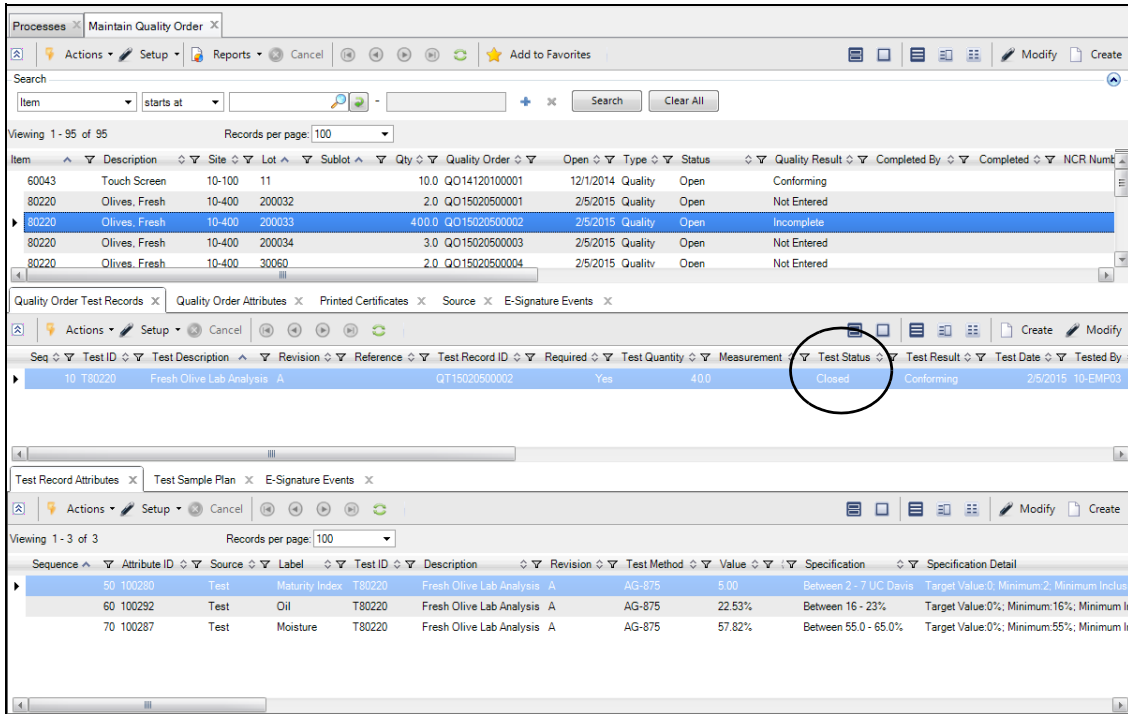 Processes Maintain Quality Order
Actions Setup Reports Cancel Add to Favorites Modify Create
Search
Item starts at - Search Clear All
Viewing 1 - 95 of 95 Records per page: 100
Item Description Site Lot Sublot Qty Quality Order Open Type Status Quality Result Completed By Completed NCR Numb
60043 Touch Screen 10-100 11 10.0 QO14120100001 12/1/2014 Quality Open Conforming
80220 Olives, Fresh 10-400 200032 2.0 QO15020500001 2/5/2015 Quality Open Not Entered
80220 Olives, Fresh 10-400 200033 400.0 QO15020500002 2/5/2015 Quality Open Incomplete
80220 Olives, Fresh 10-400 200034 3.0 QO15020500003 2/5/2015 Quality Open Not Entered
80220 Olives, Fresh 10-400 30060 2.0 QO15020500004 2/5/2015 Quality Open Not Entered
Quality Order Test Records Quality Order Attributes Printed Certificates Source E-Signature Events
Actions Setup Cancel Create Modify
Seq Test ID Test Description Revision Reference Test Record ID Required Test Quantity Measurement Test Status Test Result Test Date Tested By
10 T80220 Fresh Olive Lab Analysis A QT15020500002 Yes 40.0 Closed Conforming 2/5/2015 10-EMP03
Test Record Attributes Test Sample Plan E-Signature Events
Actions Setup Cancel Modify Create
Viewing 1 - 3 of 3 Records per page: 100
Sequence Attribute ID Source Label Test ID Description Revision Test Method Value Specification Specification Detail
50 100280 Test Maturity Index T80220 Fresh Olive Lab Analysis A AG-875 5.00 Between 2 - 7 UC Davis Target Value:0; Minimum:2; Minimum Inclus
60 100292 Test Oil T80220 Fresh Olive Lab Analysis A AG-875 22.53% Between 16 - 23% Target Value:0%; Minimum:16%; Minimum I
70 100287 Test Moisture T80220 Fresh Olive Lab Analysis A AG-875 57.82% Between 55.0 - 65.0% Target Value:0%; Minimum:55%; Minimum I